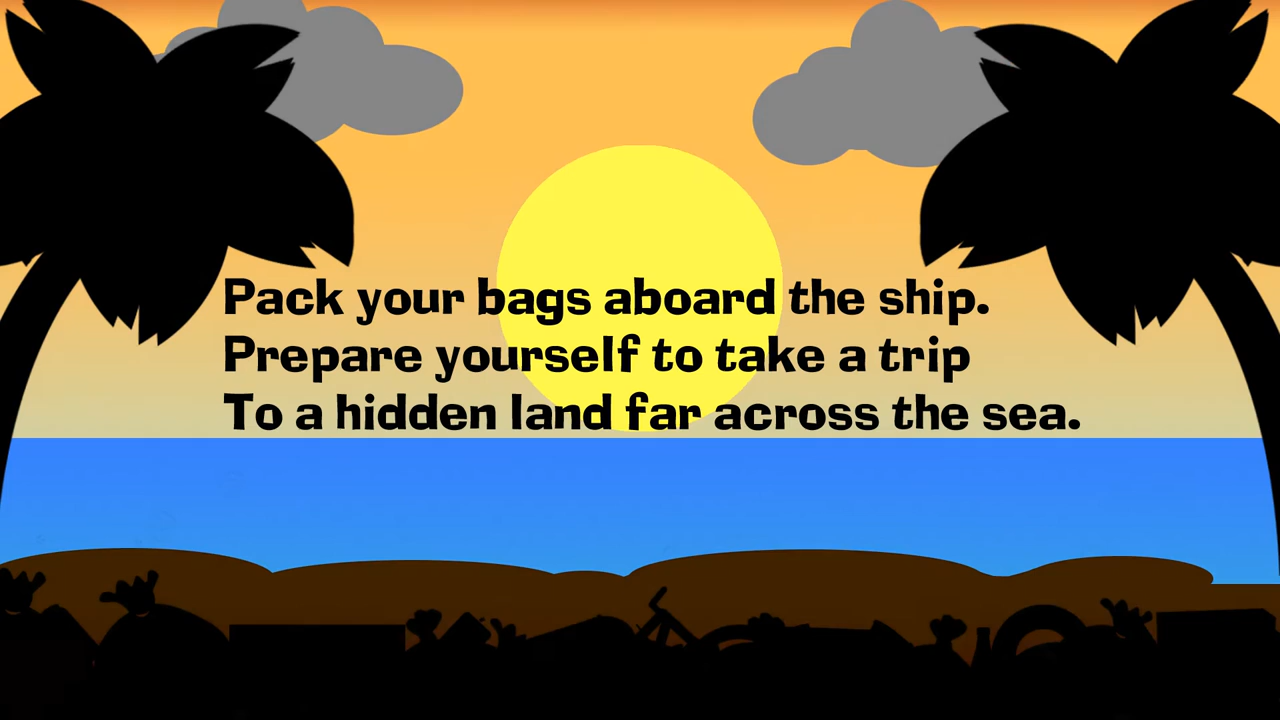 Pack your bags aboard the ship.
Prepare yourself to take a trip
To a hidden land far across the sea.